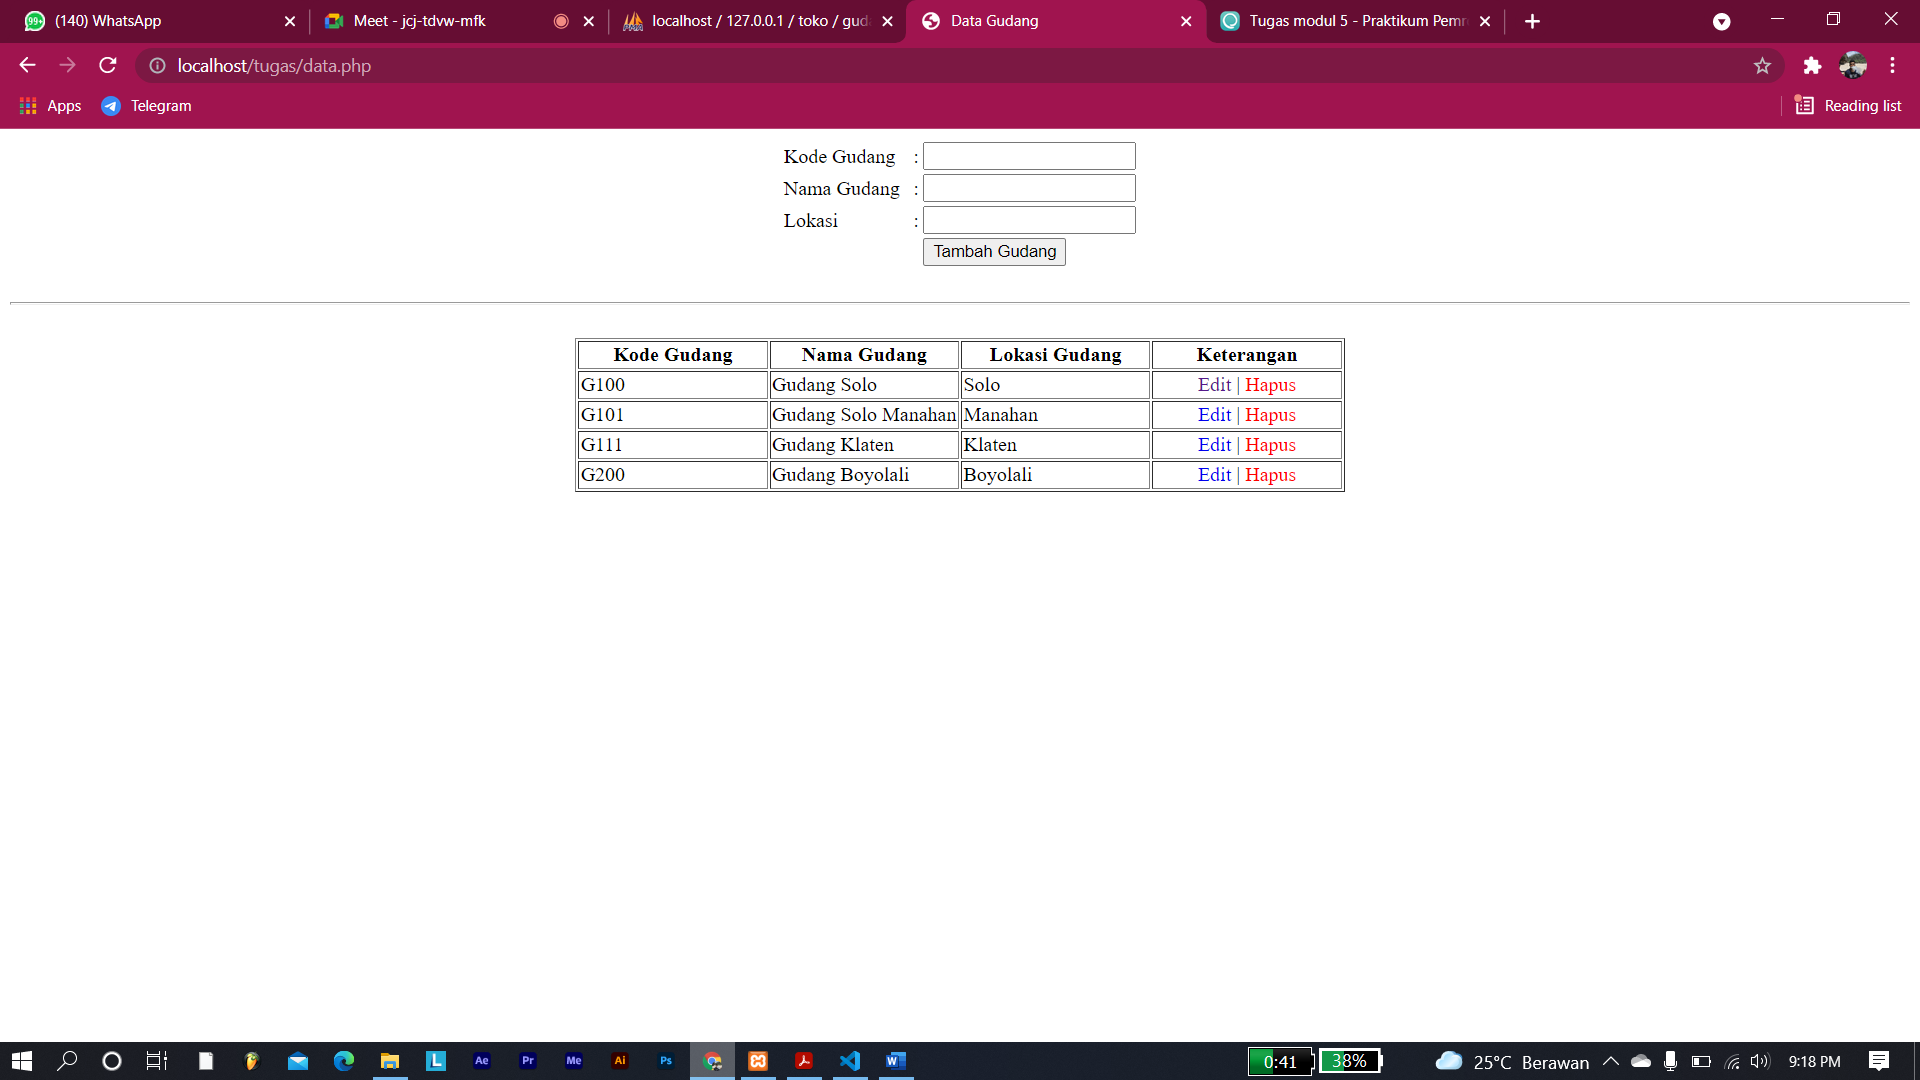 (140) WhatsApp
Meet - jcj-tdvw-mfk
localhost / 127.0.0.1 / toko / gud
Data Gudang
Tugas modul 5 - Praktikum Pem
localhost/tugas/data.php
Apps
Telegram
Reading list
Kode Gudang :
Nama Gudang :
Lokasi :
Tambah Gudang
Kode Gudang Nama Gudang Lokasi Gudang Keterangan
G100 Gudang Solo Solo Edit | Hapus
G101 Gudang Solo Manahan Manahan Edit | Hapus
G111 Gudang Klaten Klaten Edit | Hapus
G200 Gudang Boyolali Boyolali Edit | Hapus
L Ae Pr Me Ai Ps W
0:41 38% 25°C Berawan 9:18 PM